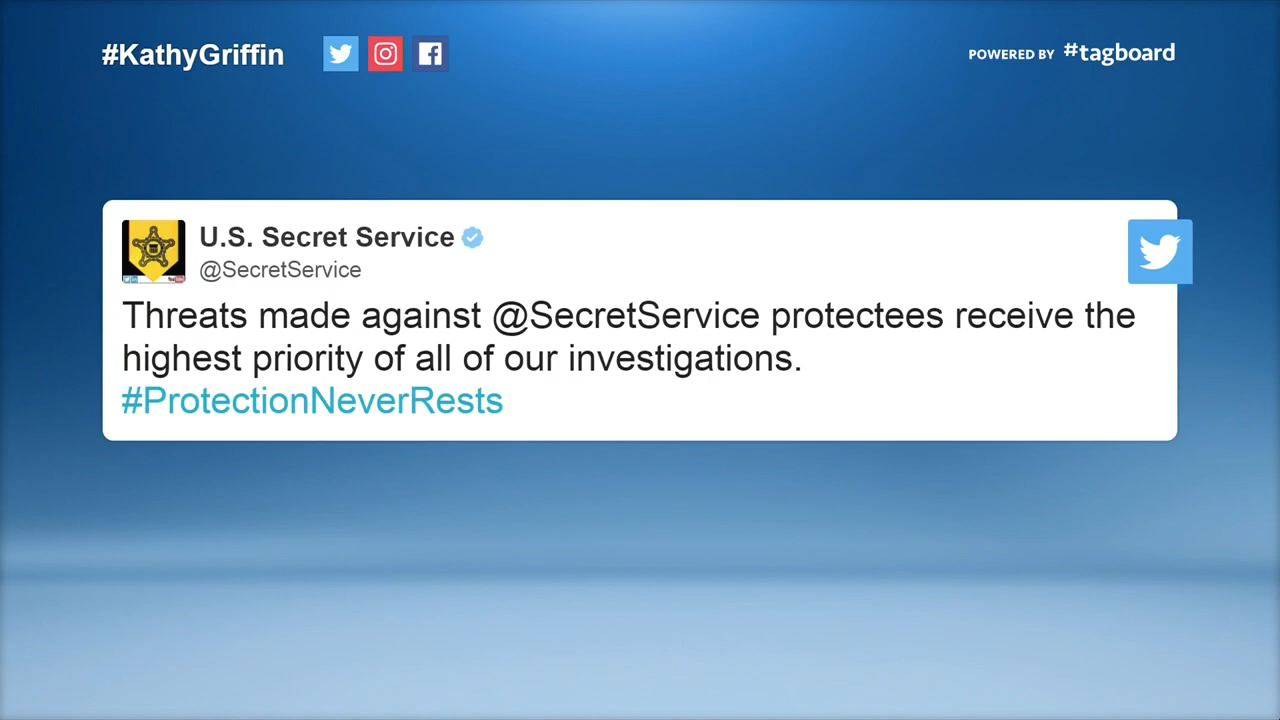 #KathyGriffin
POWERED BY #tagboard
U.S. Secret Service
@SecretService
Threats made against @SecretService protectees receive the
highest priority of all of our investigations.
#ProtectionNeverRests